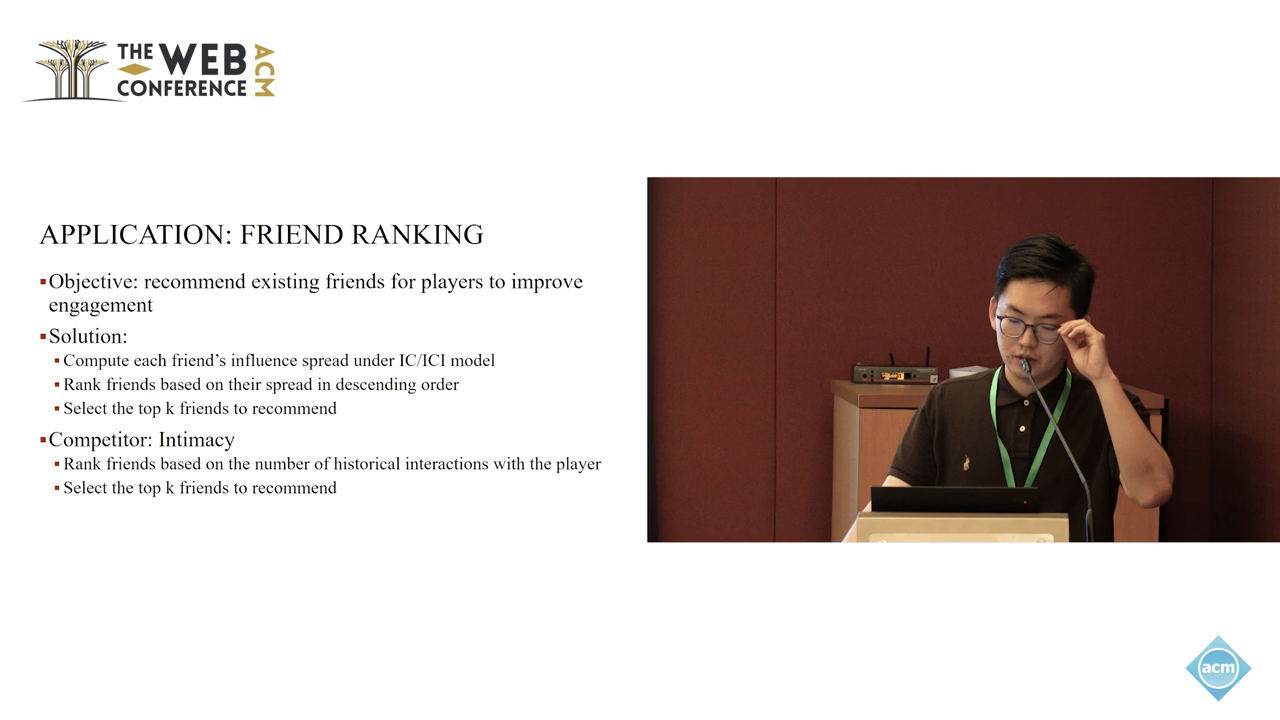 THE WEB
CONFERENCE
ACM
APPLICATION: FRIEND RANKING
▪Objective: recommend existing friends for players to improve
engagement
▪Solution:
▪Compute each friend’s influence spread under IC/ICI model
▪Rank friends based on their spread in descending order
▪Select the top k friends to recommend
▪Competitor: Intimacy
▪Rank friends based on the number of historical interactions with the player
▪Select the top k friends to recommend
acm